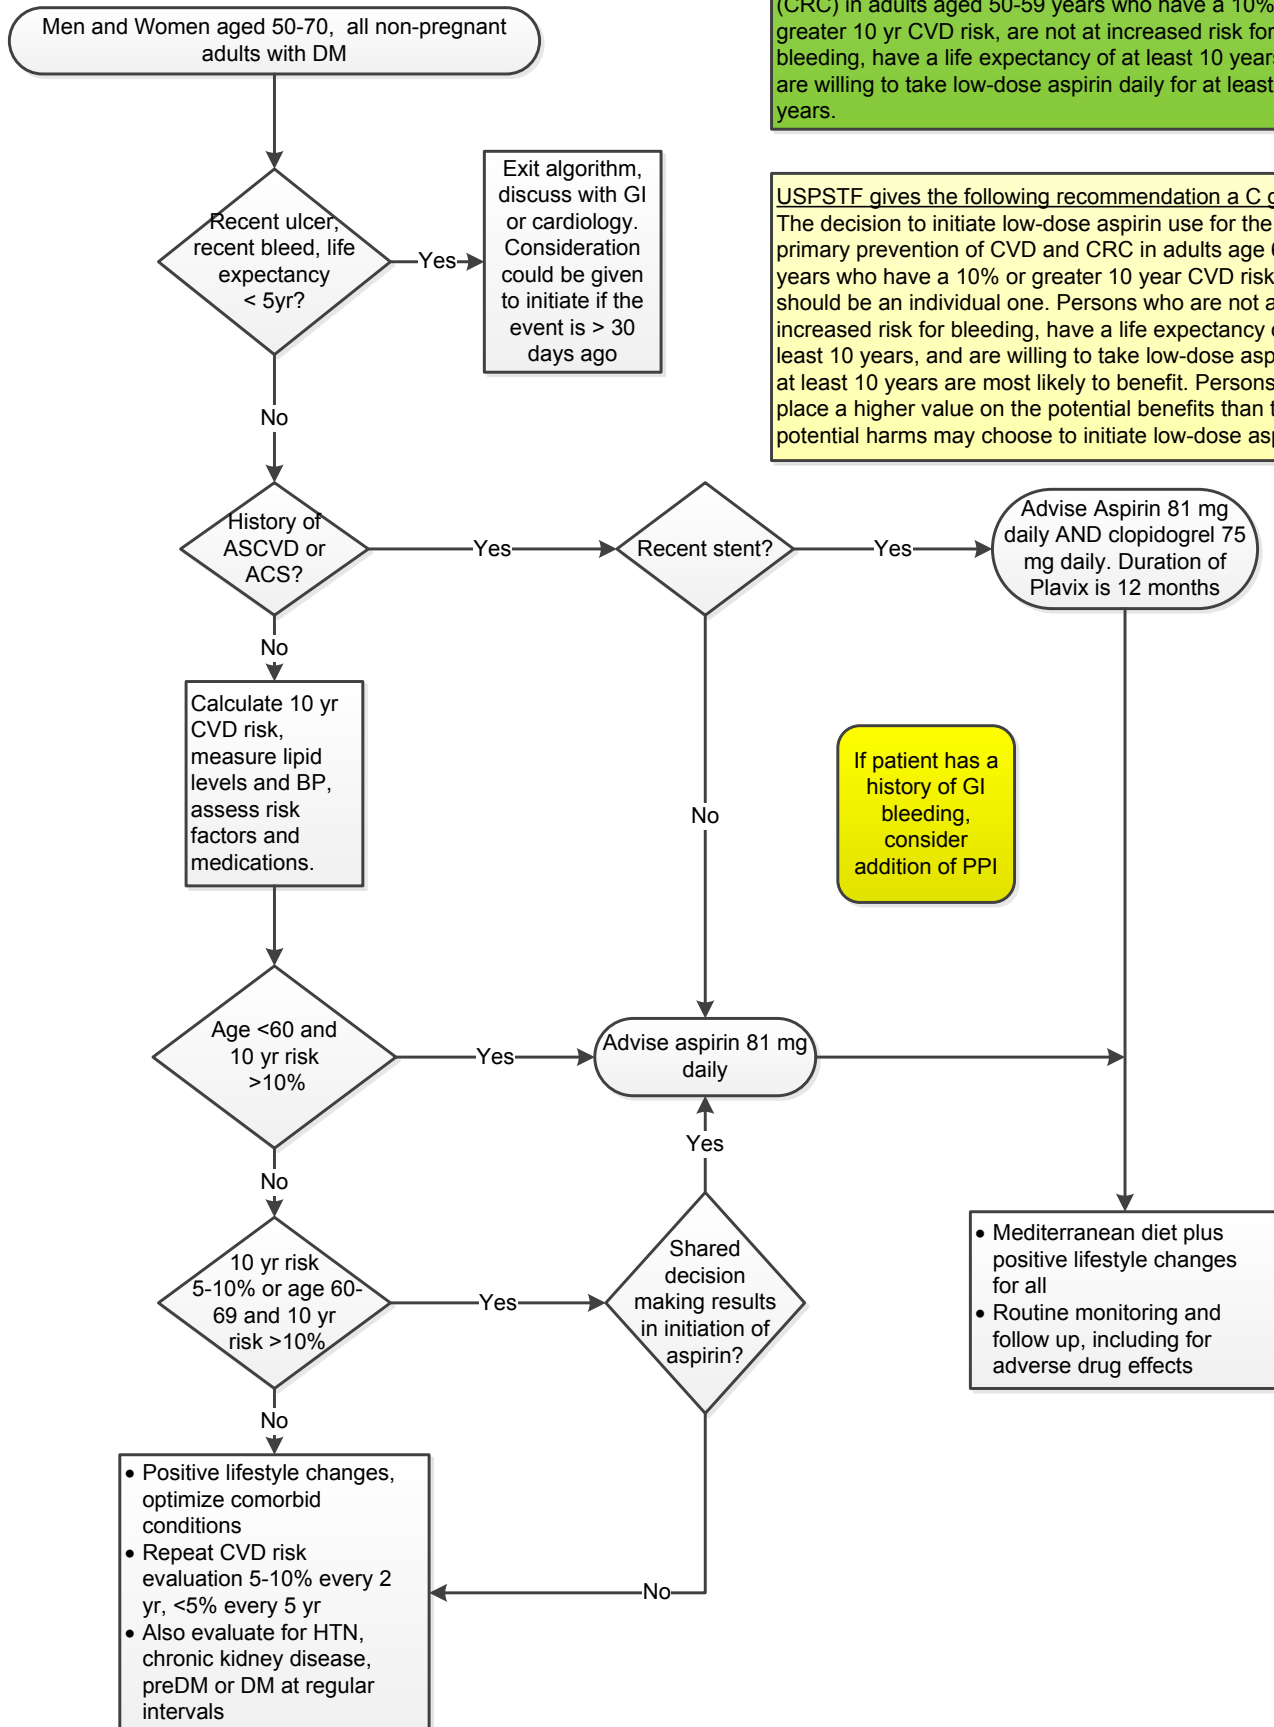 Men and Women aged 50-70, all non-pregnant
adults with DM
(CRC) in adults aged 50-59 years who have a 10%
greater 10 yr CVD risk, are not at increased risk for
bleeding, have a life expectancy of at least 10 years
are willing to take low-dose aspirin daily for at least
years.
Recent ulcer,
recent bleed, life
expectancy
< 5yr?
Yes
Exit algorithm,
discuss with GI
or cardiology.
Consideration
could be given
to initiate if the
event is > 30
days ago
USPSTF gives the following recommendation a C
The decision to initiate low-dose aspirin use for the
primary prevention of CVD and CRC in adults age
years who have a 10% or greater 10 year CVD risk
should be an individual one. Persons who are not
increased risk for bleeding, have a life expectancy
least 10 years, and are willing to take low-dose
at least 10 years are most likely to benefit. Persons
place a higher value on the potential benefits than
potential harms may choose to initiate low-dose
No
History of
ASCVD or
ACS?
Yes
Recent stent?
Yes
Advise Aspirin 81 mg
daily AND clopidogrel 75
mg daily. Duration of
Plavix is 12 months
No
Calculate 10 yr
CVD risk,
measure lipid
levels and BP,
assess risk
factors and
medications.
No
If patient has a
history of GI
bleeding,
consider
addition of PPI
Age <60 and
10 yr risk
>10%
Yes
Advise aspirin 81 mg
daily
Yes
No
10 yr risk
5-10% or age 60-
69 and 10 yr
risk >10%
Yes
Shared
decision
making results
in initiation of
aspirin?
• Mediterranean diet plus
positive lifestyle changes
for all
• Routine monitoring and
follow up, including for
adverse drug effects
No
• Positive lifestyle changes,
optimize comorbid
conditions
• Repeat CVD risk
evaluation 5-10% every 2
yr, <5% every 5 yr
• Also evaluate for HTN,
chronic kidney disease,
preDM or DM at regular
intervals
No